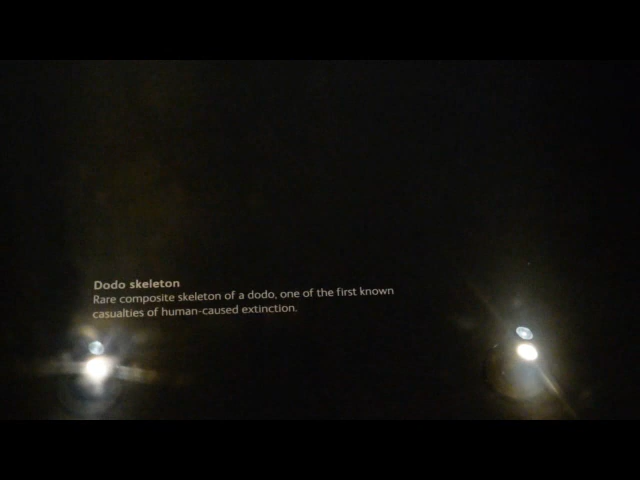 Dodo skeleton
Rare composite skeleton of a dodo, one of the first known
casualties of human-caused extinction.